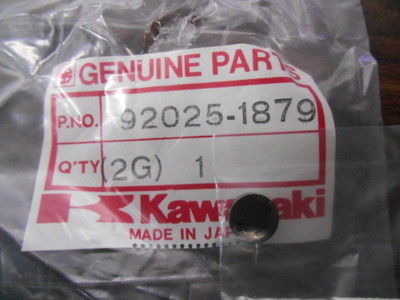 GENUINE PARTS
P.NO. 92025-1879
Q'TY (2G) 1
Kawasaki
MADE IN JAPAN